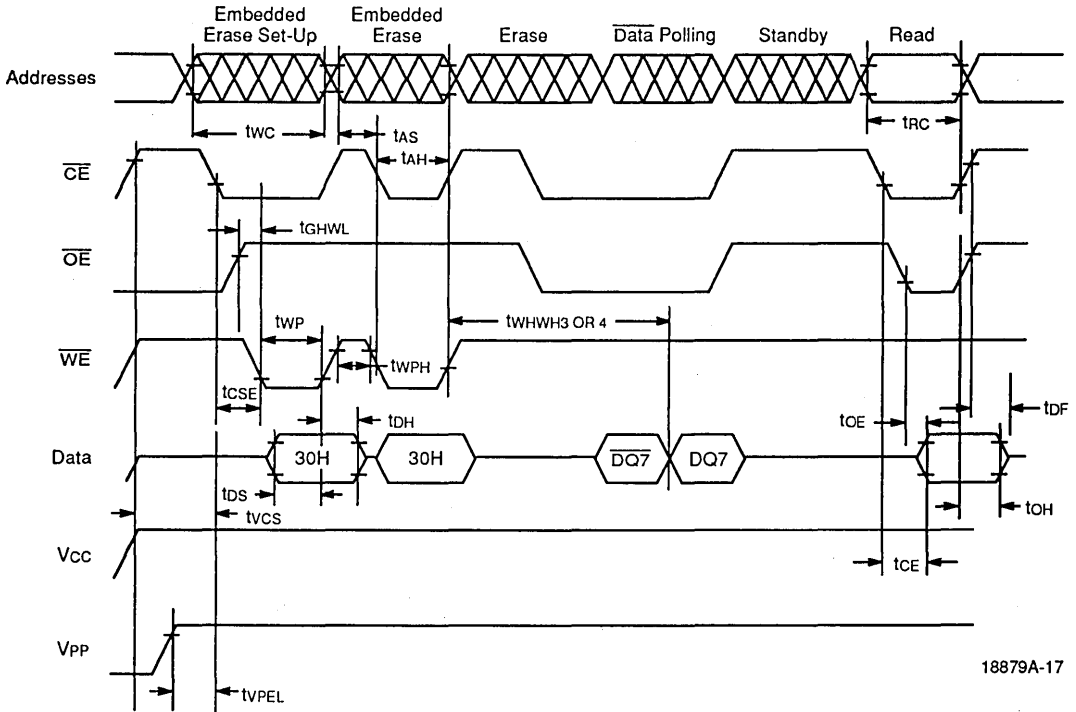 Embedded
Erase Set-Up
Embedded
Erase
Erase
Data Polling
Standby
Read
Addresses
tWC
tAS
tAH
tRC
CE
tGHWL
OE
tWP
tWHWH3 OR 4
WE
tWPH
tCSE
tDH
tOE
tDF
Data
30H
30H
DQ7
DQ7
tDS
tVCS
tOH
VCC
tCE
VPP
18879A-17
tVPEL